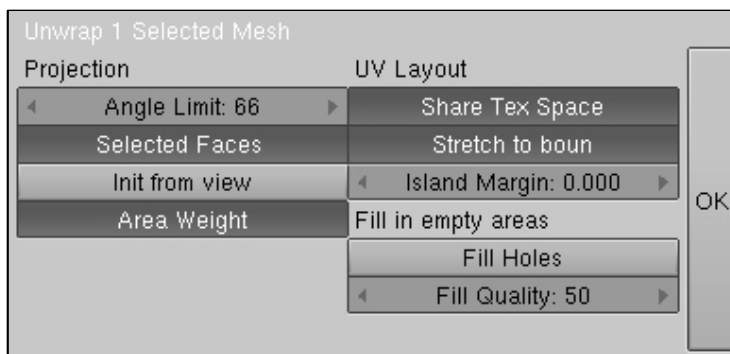 Unwrap 1 Selected Mesh
Projection
Angle Limit: 66
Selected Faces
Init from view
Area Weight
UV Layout
Share Tex Space
Stretch to boun
Island Margin: 0.000
Fill in empty areas
Fill Holes
Fill Quality: 50
OK